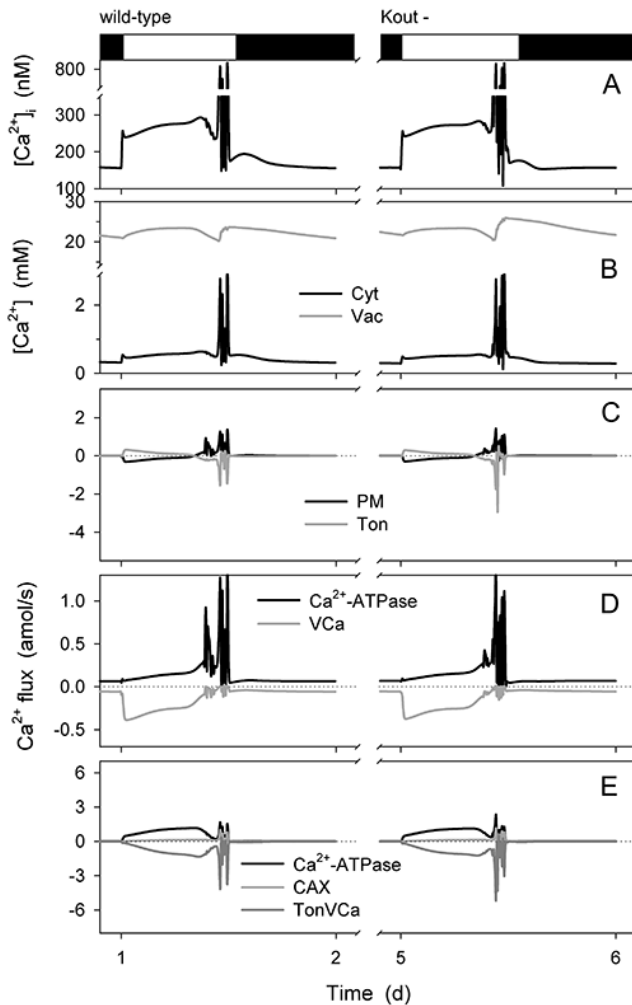 wild-type
Kout -
800
300
200
100
[Ca²⁺]ᵢ (nM)
A
30
20
2
0
[Ca²⁺] (mM)
B
Cyt
Vac
2
0
-2
-4
C
PM
Ton
1.0
0.5
0.0
-0.5
Ca²⁺ flux (amol/s)
D
Ca²⁺-ATPase
VCa
6
3
0
-3
-6
E
Ca²⁺-ATPase
CAX
TonVCa
1
2
5
6
Time (d)